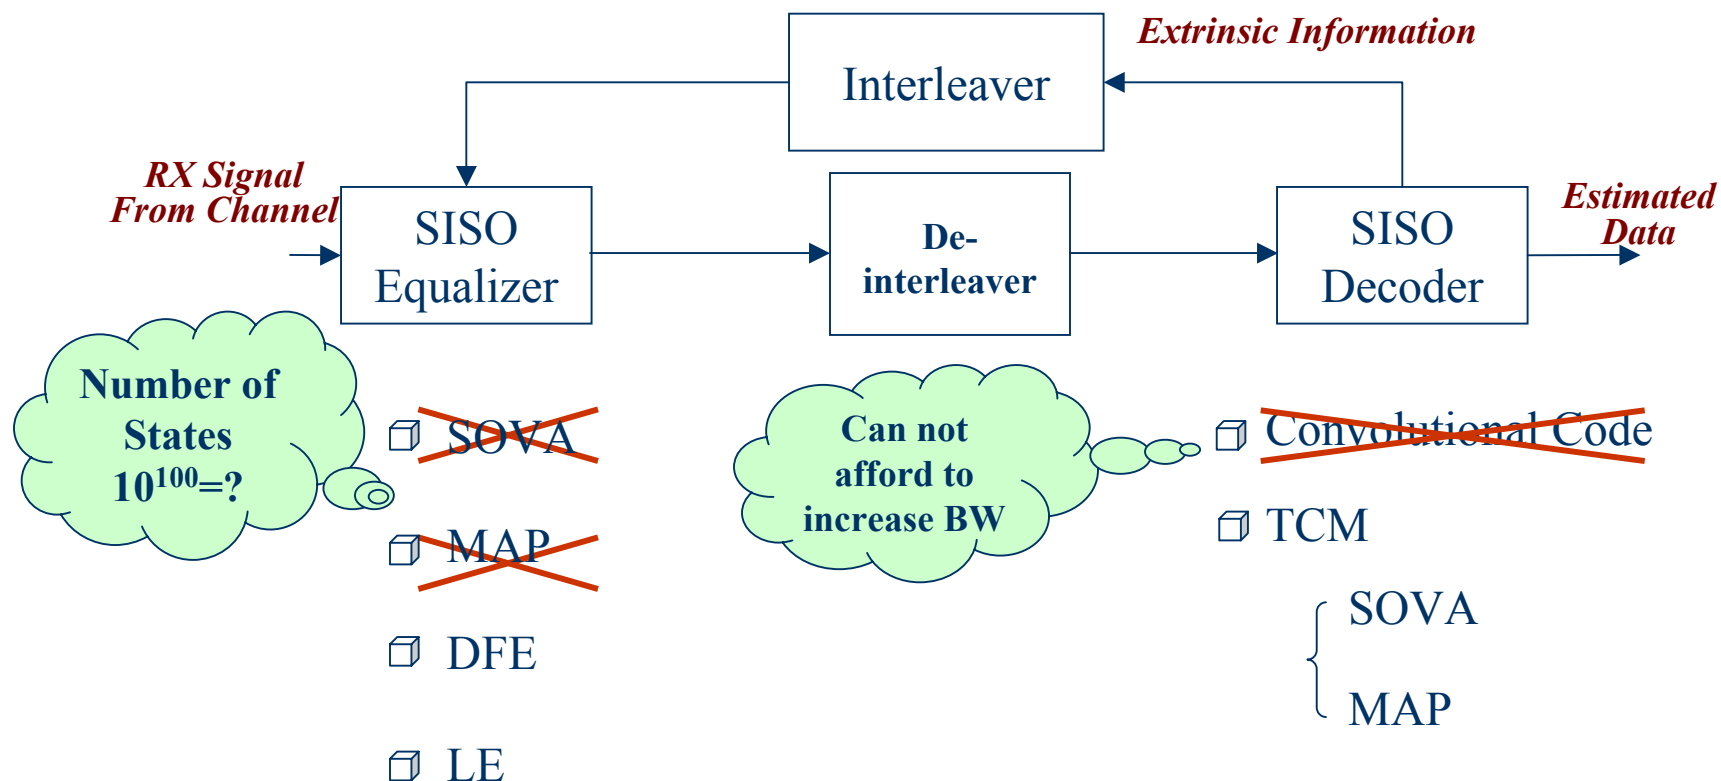 Extrinsic Information
Interleaver
RX Signal
From Channel
SISO
Equalizer
De-
interleaver
SISO
Decoder
Estimated
Data
Number of
States
10¹⁰⁰=?
SOVA
MAP
DFE
LE
Can not
afford to
increase BW
Convolutional Code
TCM
SOVA
MAP